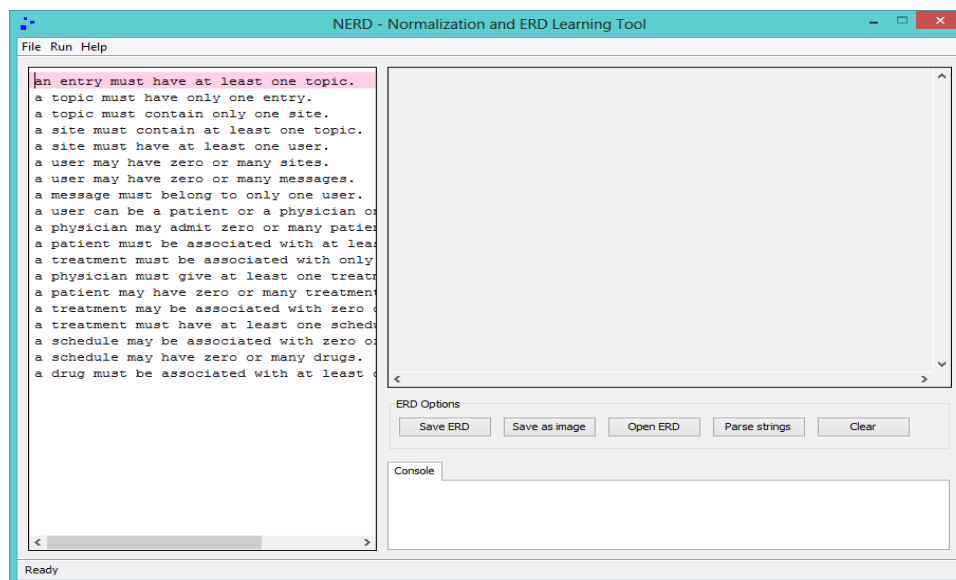 NERD - Normalization and ERD Learning Tool
File Run Help
an entry must have at least one topic.
a topic must have only one entry.
a topic must contain only one site.
a site must contain at least one topic.
a site must have at least one user.
a user may have zero or many sites.
a user may have zero or many messages.
a message must belong to only one user.
a user can be a patient or a physician
a physician may admit zero or many
a patient must be associated with at
a treatment must be associated with only
a physician must give at least one
a patient may have zero or many treatment
a treatment may be associated with zero
a treatment must have at least one
a schedule may be associated with zero
a schedule may have zero or many drugs.
a drug must be associated with at least
ERD Options
Save ERD Save as image Open ERD Parse strings Clear
Console
Ready